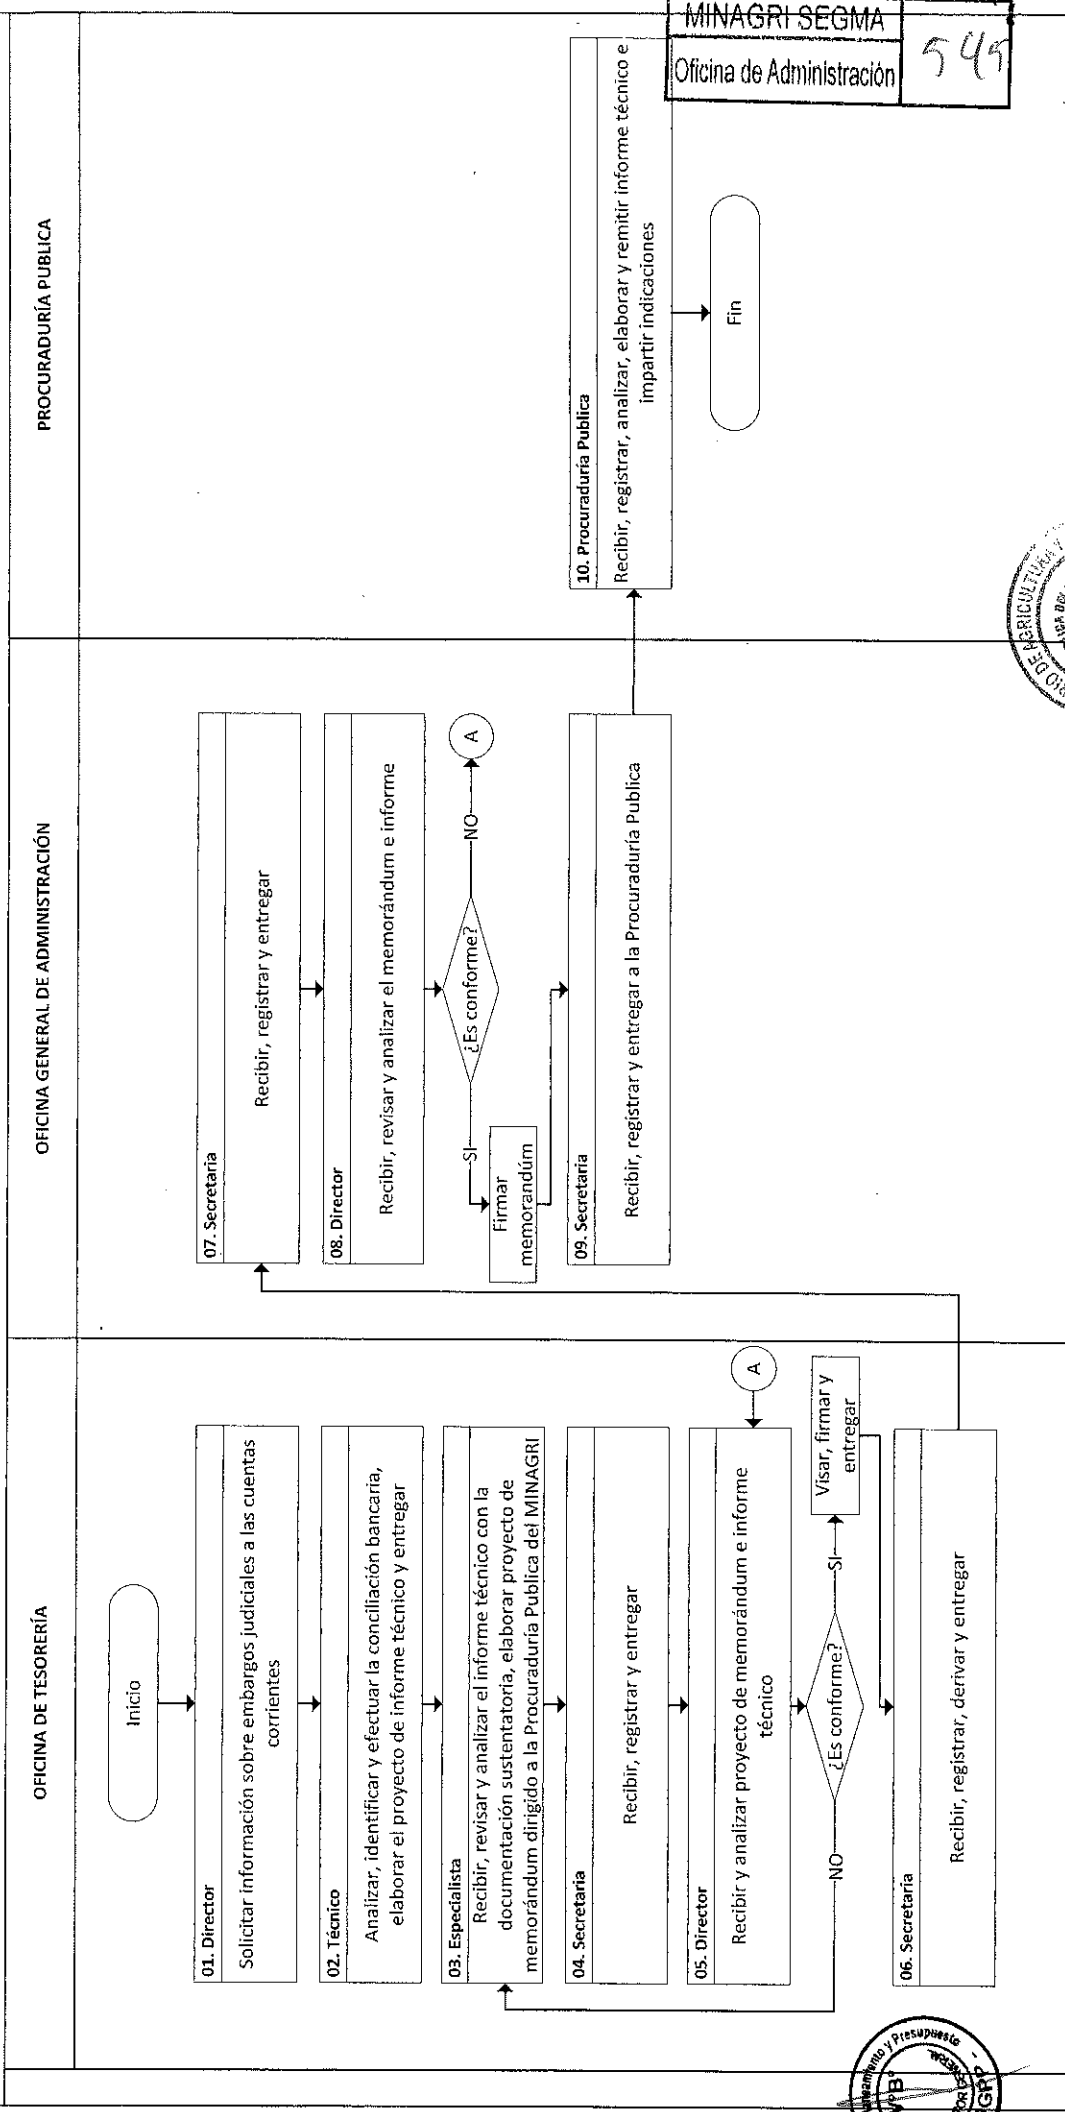 MINAGRI SEGMA
Oficina de Administración
545
OFICINA DE TESORERÍA
OFICINA GENERAL DE ADMINISTRACIÓN
PROCURADURÍA PUBLICA
Inicio
01. Director
Solicitar información sobre embargos judiciales a las cuentas
corrientes
02. Técnico
Analizar, identificar y efectuar la conciliación bancaria,
elaborar el proyecto de informe técnico y entregar
03. Especialista
Recibir, revisar y analizar el informe técnico con la
documentación sustentatoria, elaborar proyecto de
memorándum dirigido a la Procuraduría Publica del MINAGRI
04. Secretaria
Recibir, registrar y entregar
05. Director
Recibir y analizar proyecto de memorándum e informe
técnico
A
¿Es conforme?
NO
SI
Visar, firmar y
entregar
06. Secretaria
Recibir, registrar, derivar y entregar
07. Secretaria
Recibir, registrar y entregar
08. Director
Recibir, revisar y analizar el memorándum e informe
¿Es conforme?
SI
NO
A
Firmar
memorandúm
09. Secretaria
Recibir, registrar y entregar a la Procuraduría Publica
10. Procuraduría Publica
Recibir, registrar, analizar, elaborar y remitir informe técnico e
impartir indicaciones
Fin
DE AGRICULTURA Y
y Presupuesto
VºBº